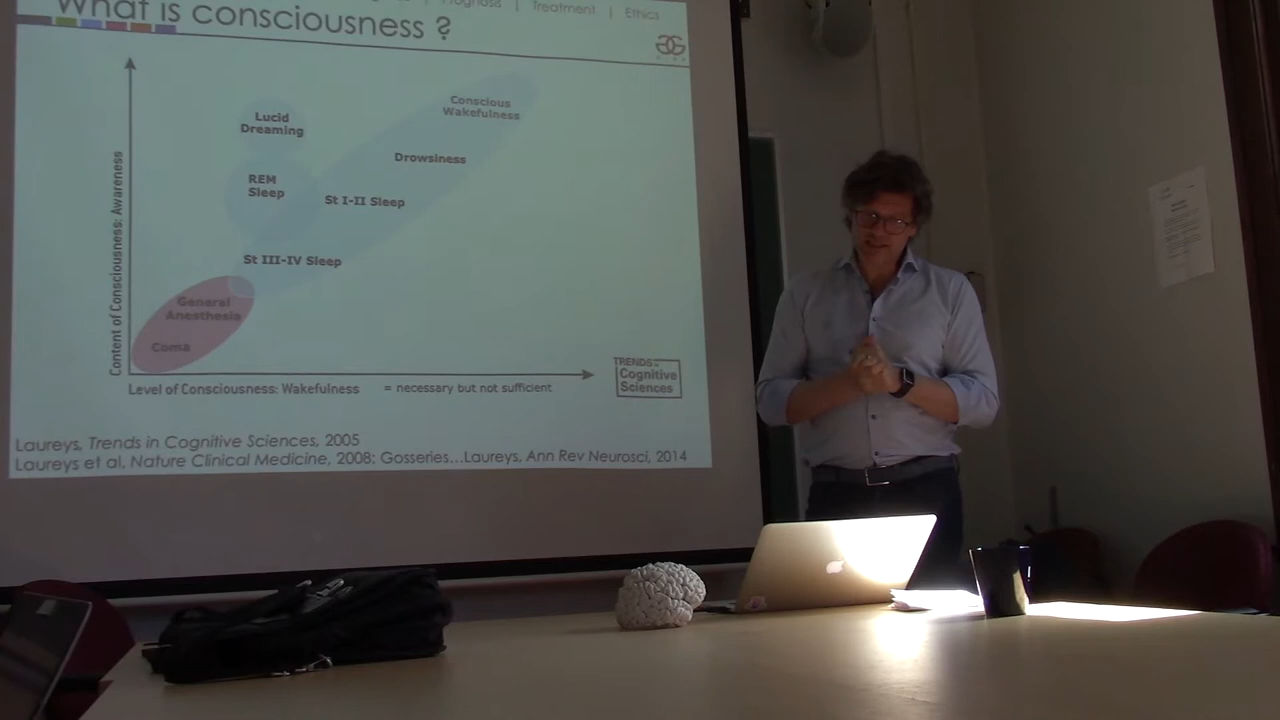 Prognosis | Treatment | Ethics
What is consciousness ?
Conscious
Wakefulness
Lucid
Dreaming
Drowsiness
REM
Sleep
St I-II Sleep
St III-IV Sleep
General
Anesthesia
Coma
Content of Consciousness: Awareness
Level of Consciousness: Wakefulness = necessary but not sufficient
TRENDS in
Cognitive
Sciences
Laureys, Trends in Cognitive Sciences, 2005
Laureys et al, Nature Clinical Medicine, 2008; Gosseries...Laureys, Ann Rev Neurosci, 2014